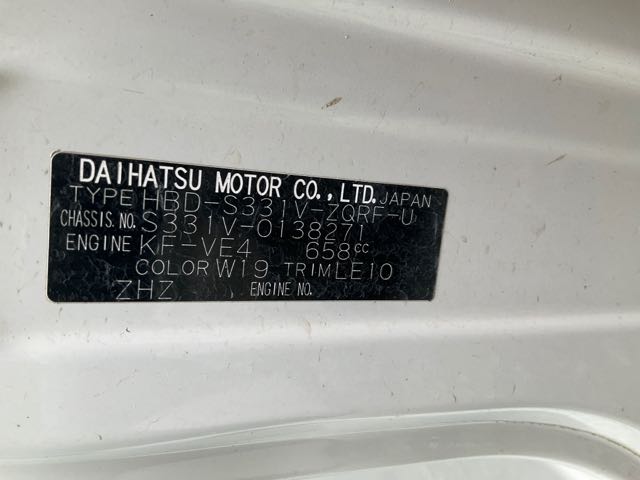 DAIHATSU MOTOR CO., LTD. JAPAN
TYPE HBD-S331V-ZQRF-U
CHASSIS.NO. S331V-0138271
ENGINE KF-VE4 658cc
COLOR W19 TRIM LE10
ZHZ ENGINE NO.